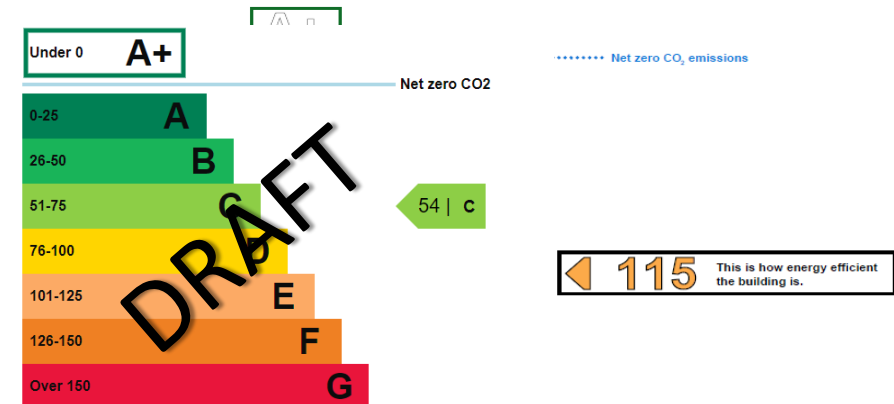 Under 0 A+
Net zero CO2
0-25 A
26-50 B
51-75 C
76-100 D
101-125 E
126-150 F
Over 150 G
DRAFT
54 | C
A+
Net zero CO₂ emissions
115 This is how energy efficient
the building is.